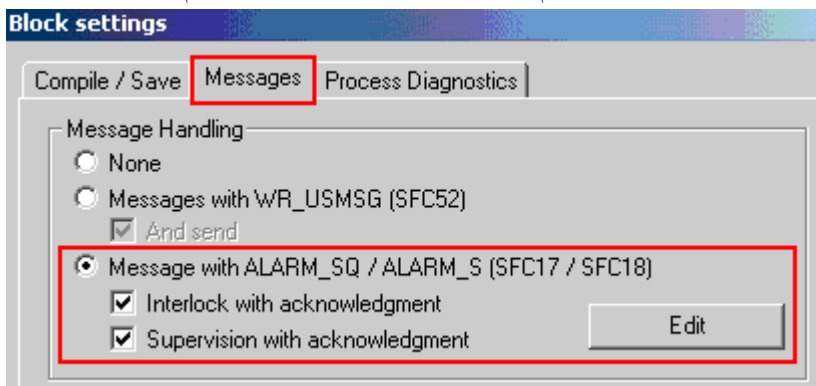 Block settings
Compile / Save Messages Process Diagnostics
Message Handling
None
Messages with WR_USMSG (SFC52)
And send
Message with ALARM_SQ / ALARM_S (SFC17 / SFC18)
Interlock with acknowledgment
Supervision with acknowledgment
Edit